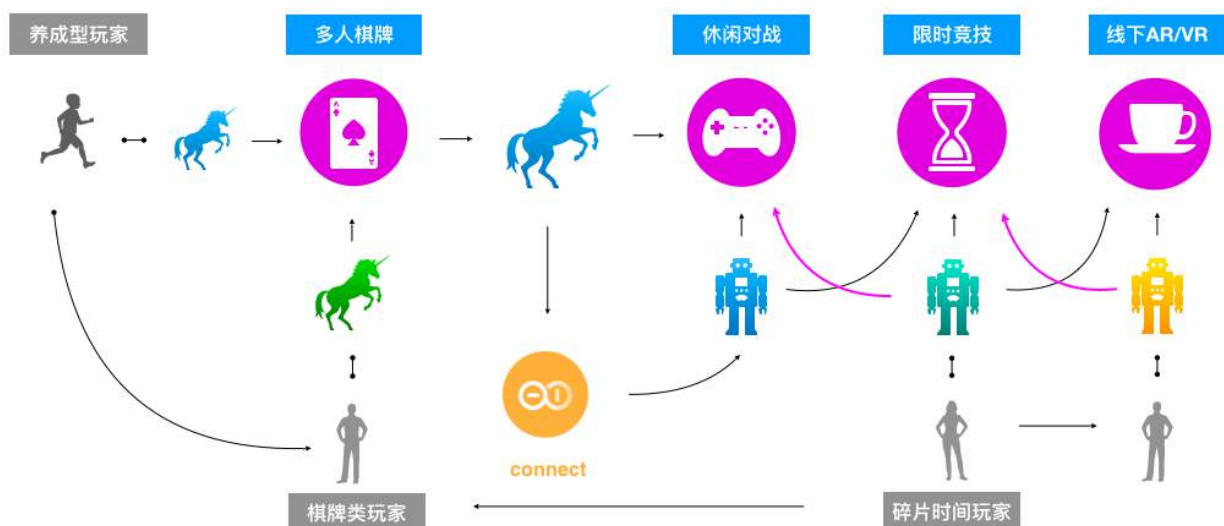 养成型玩家
多人棋牌
休闲对战
限时竞技
线下AR/VR
connect
棋牌类玩家
碎片时间玩家